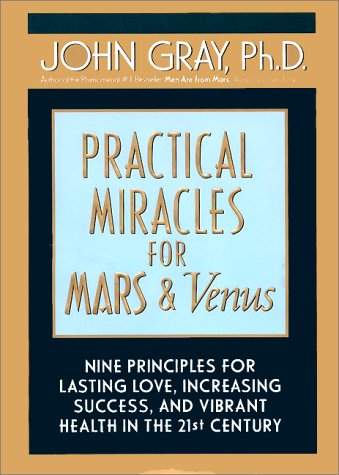 JOHN GRAY, Ph.D.
Author of the Phenomenal #1 Bestseller Men Are from Mars,
PRACTICAL
MIRACLES
FOR
MARS & Venus
NINE PRINCIPLES FOR
LASTING LOVE, INCREASING
SUCCESS, AND VIBRANT
HEALTH IN THE 21st CENTURY